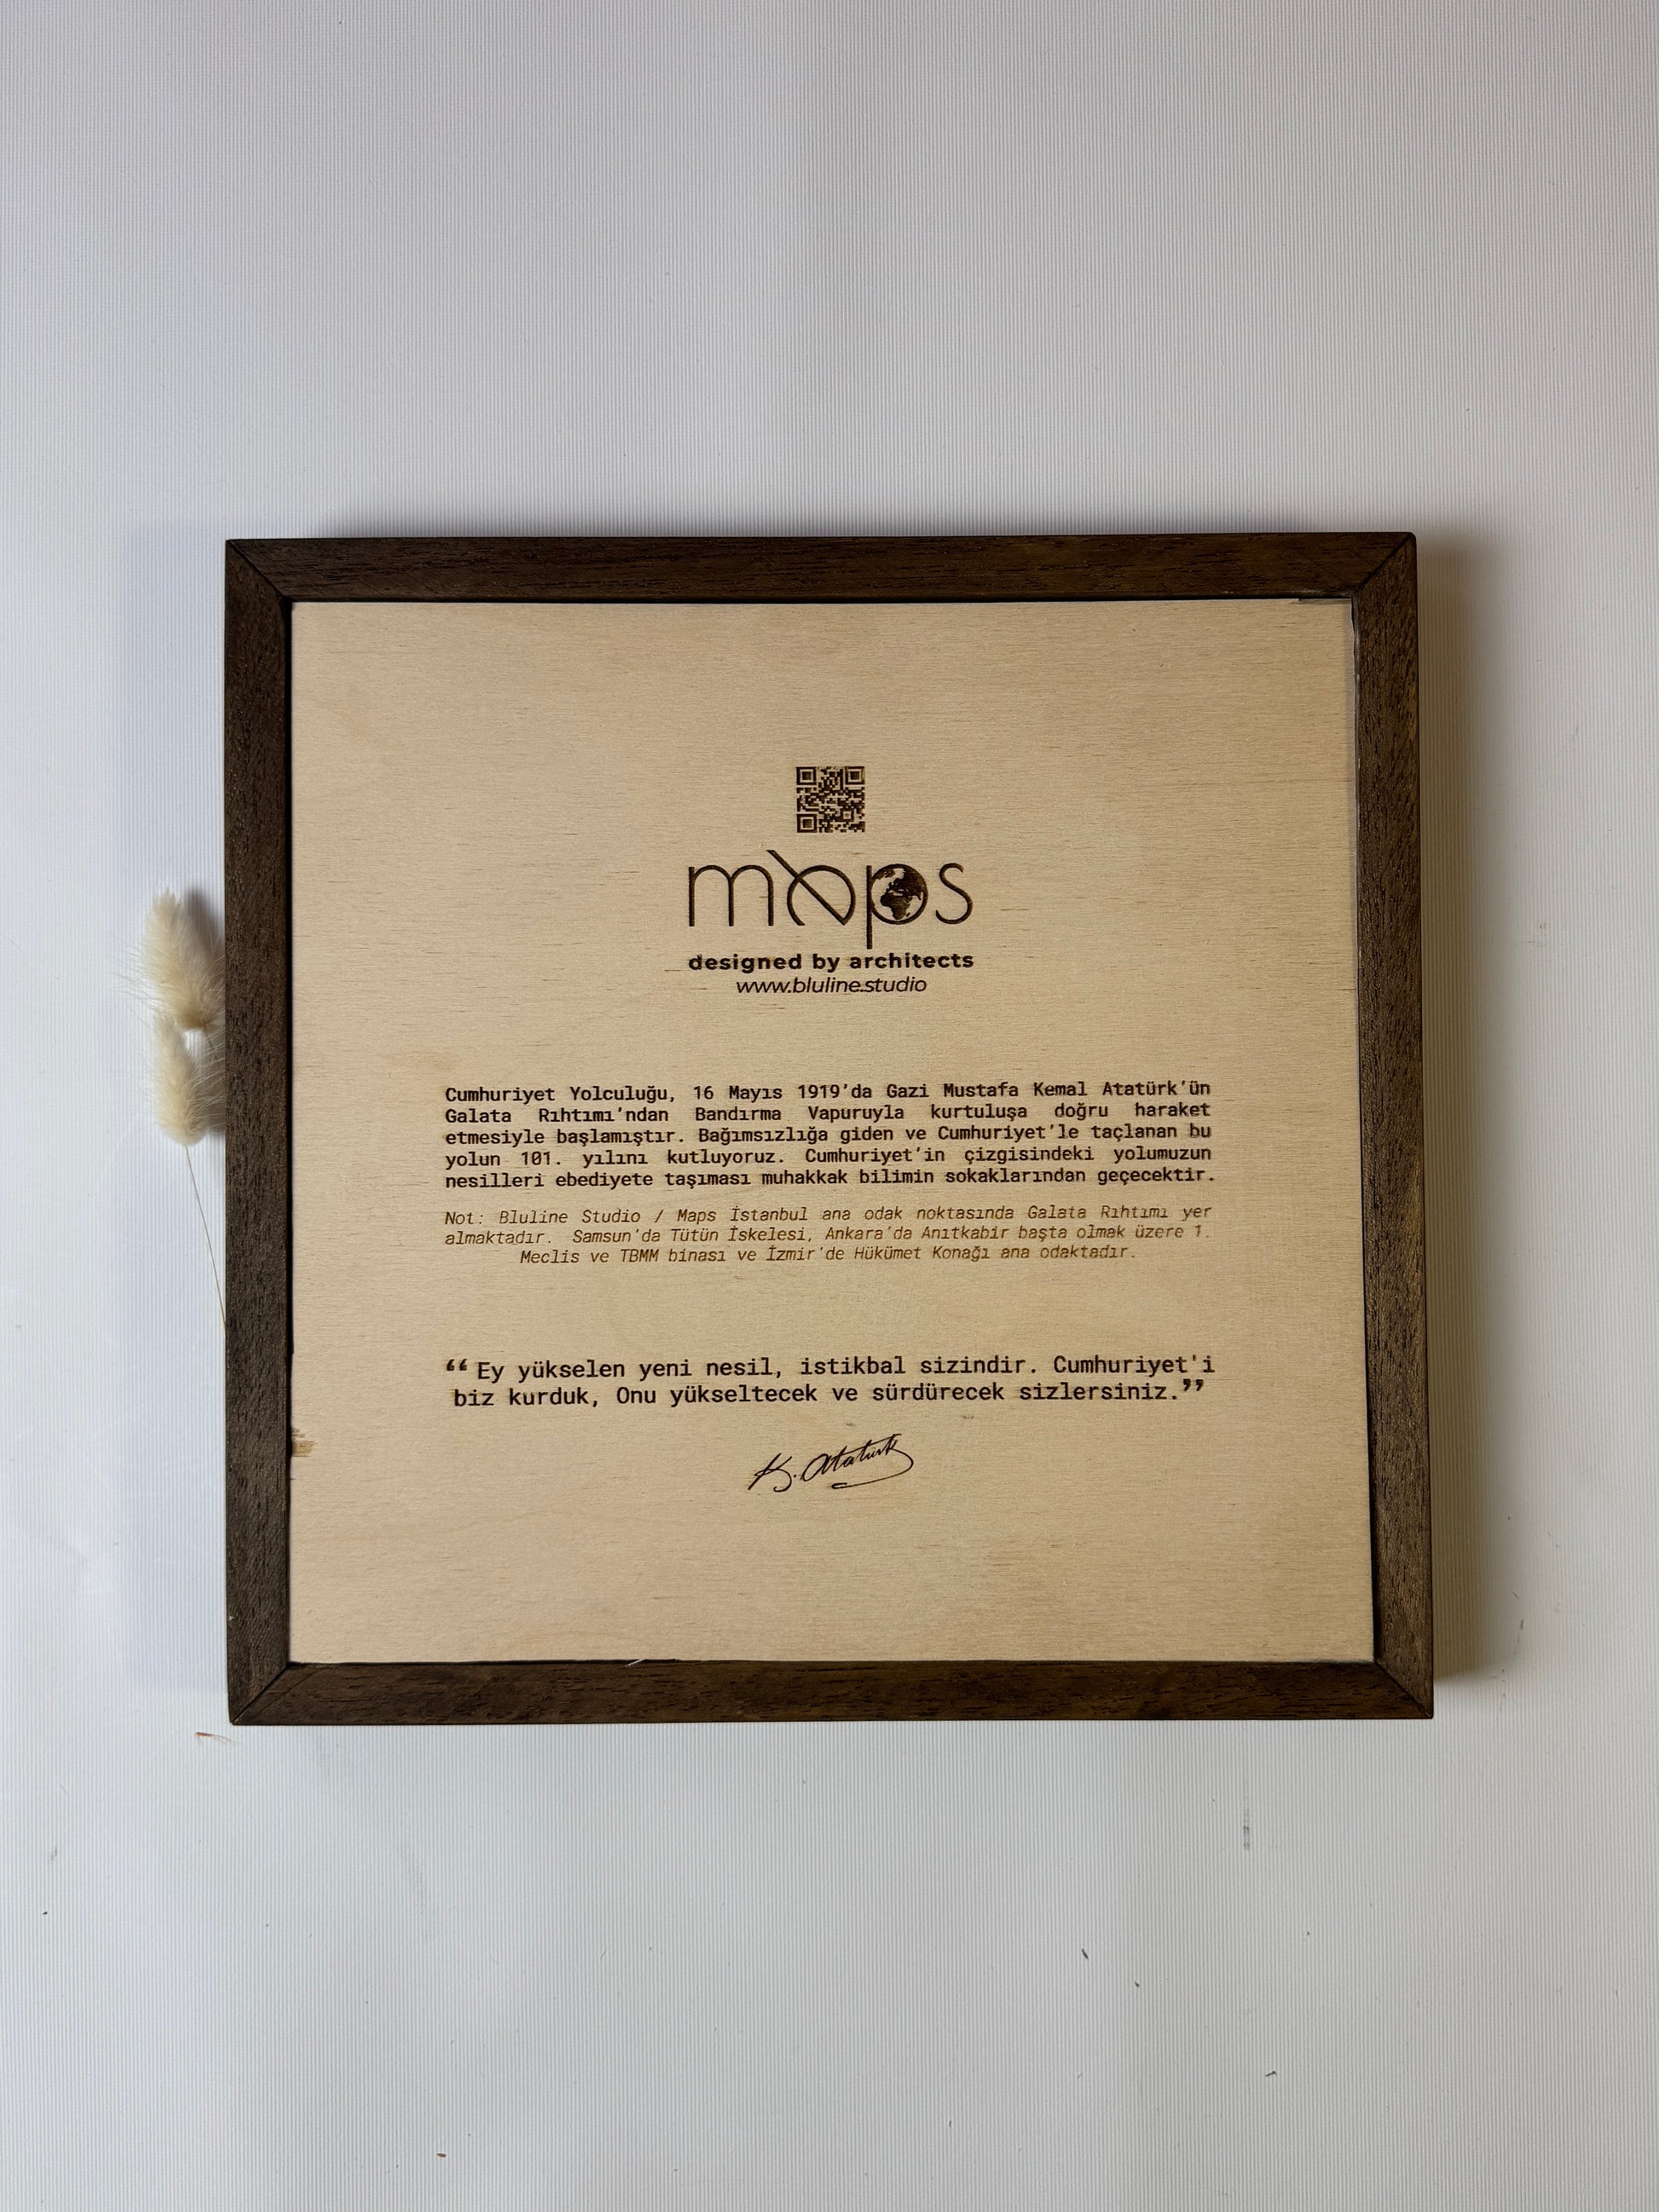 maps
designed by architects
www.bluline.studio
Cumhuriyet Yolculuğu, 16 Mayıs 1919'da Gazi Mustafa Kemal Atatürk'ün
Galata Rıhtımı'ndan Bandırma Vapuruyla kurtuluşa doğru haraket
etmesiyle başlamıştır. Bağımsızlığa giden ve Cumhuriyet'le taçlanan bu
yolun 101. yılını kutluyoruz. Cumhuriyet'in çizgisindeki yolumuzun
nesilleri ebediyete taşıması muhakkak bilimin sokaklarından geçecektir.
Not: Bluline Studio / Maps İstanbul ana odak noktasında Galata Rıhtımı yer
almaktadır. Samsun'da Tütün İskelesi, Ankara'da Anıtkabir başta olmak üzere 1.
Meclis ve TBMM binası ve İzmir'de Hükümet Konağı ana odaktadır.
“Ey yükselen yeni nesil, istikbal sizindir. Cumhuriyet'i
biz kurduk, Onu yükseltecek ve sürdürecek sizlersiniz.”
K. Atatürk